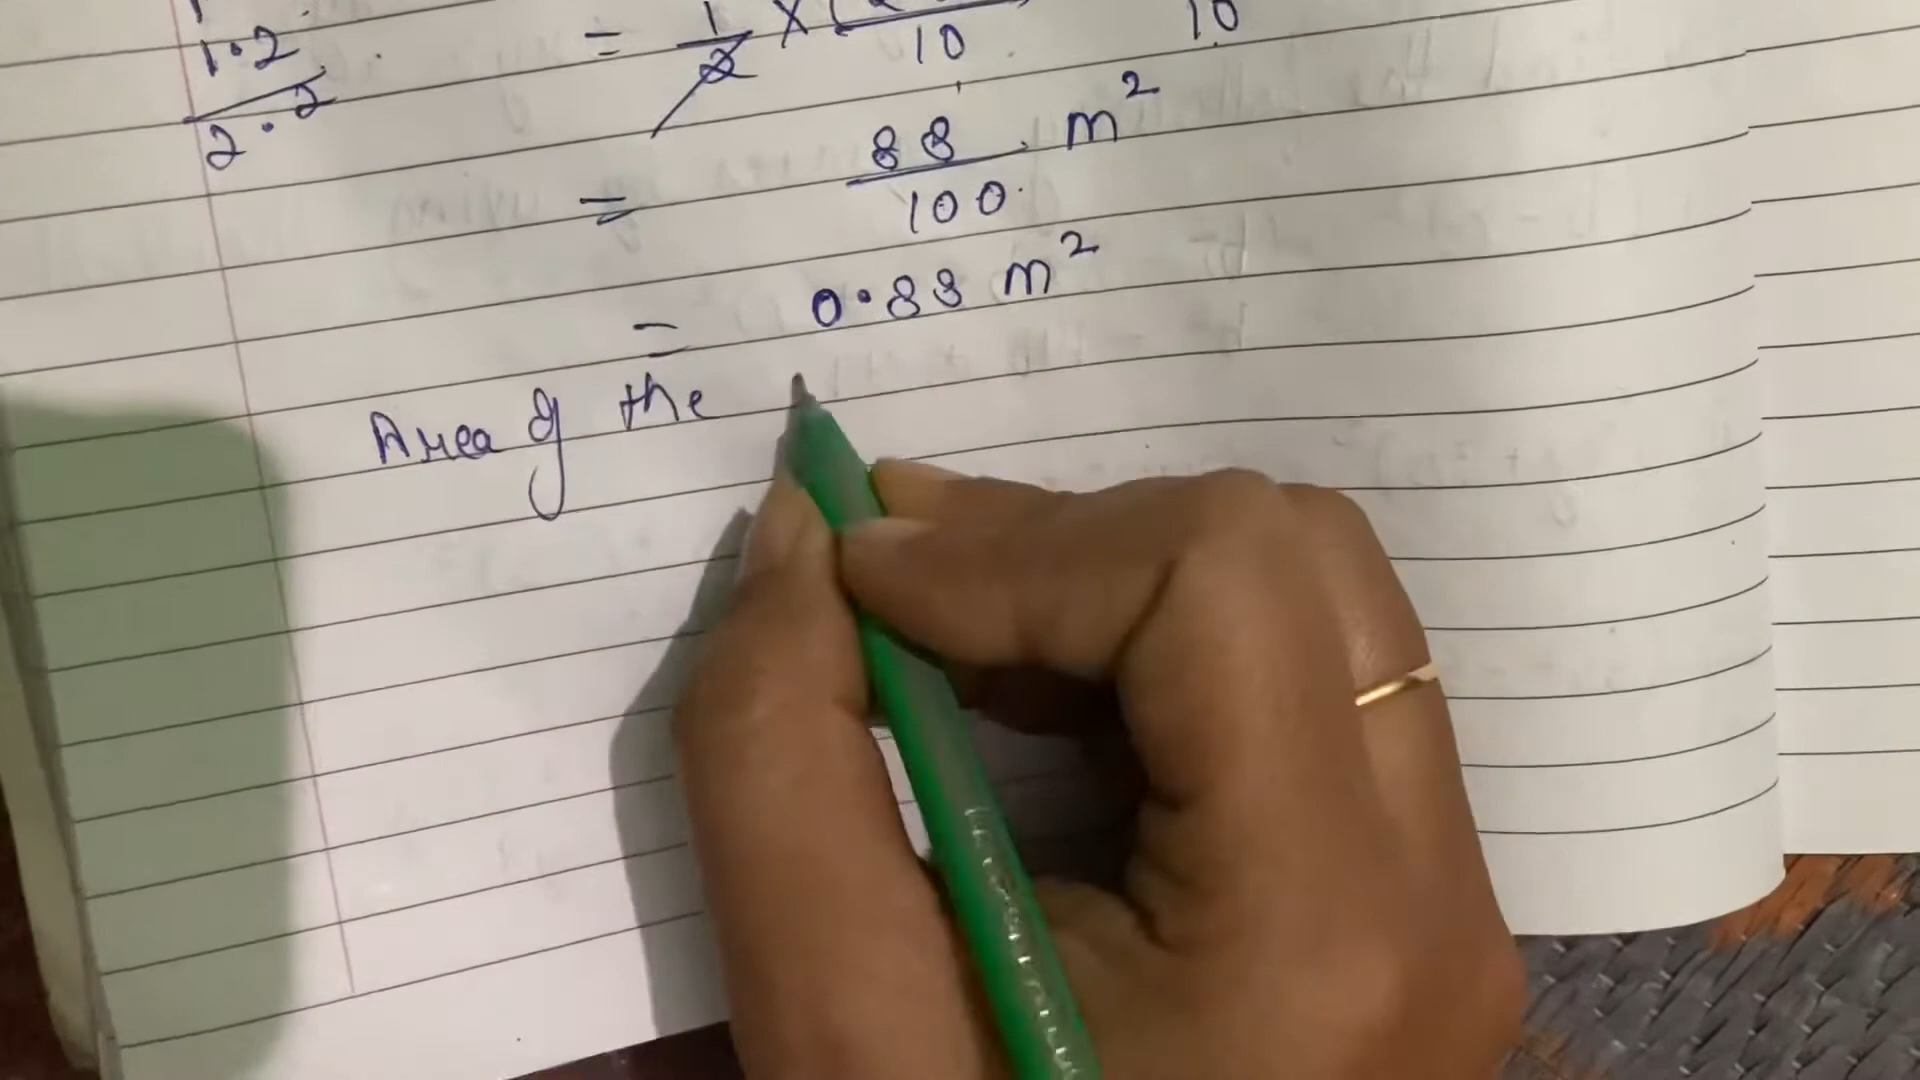 1.2
2.2
= 1/2 × /10 10
= 88/100 m²
= 0.88 m²
Area of the